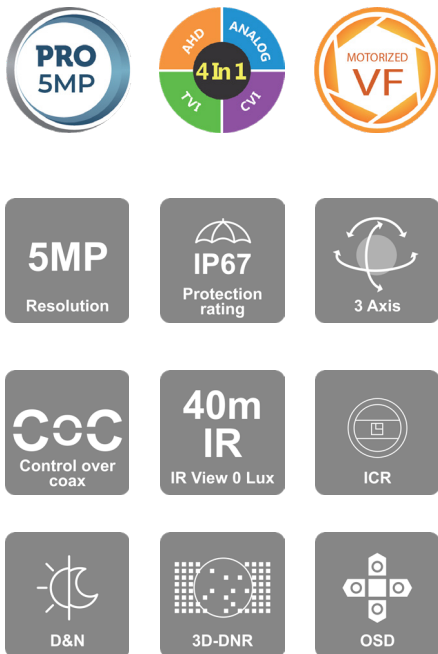 PRO
5MP
AHD
ANALOG
4 In 1
TVI
CVI
MOTORIZED
VF
5MP
Resolution
IP67
Protection
rating
3 Axis
CoC
Control over
coax
40m
IR
IR View 0 Lux
ICR
D&N
3D-DNR
OSD